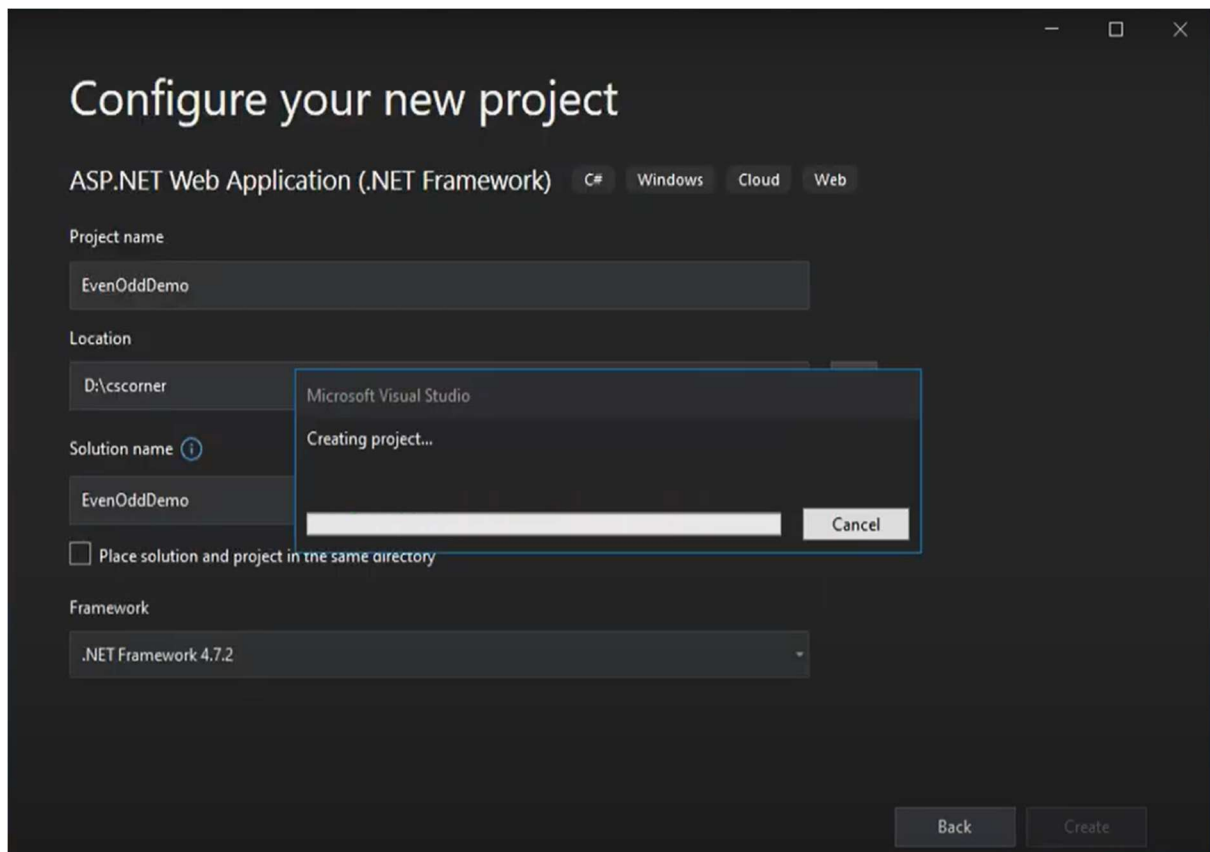 Configure your new project
ASP.NET Web Application (.NET Framework) C# Windows Cloud Web
Project name
EvenOddDemo
Location
D:\cscorner
Microsoft Visual Studio
Creating project...
Solution name
EvenOddDemo
Cancel
Place solution and project in the same directory
Framework
.NET Framework 4.7.2
Back Create